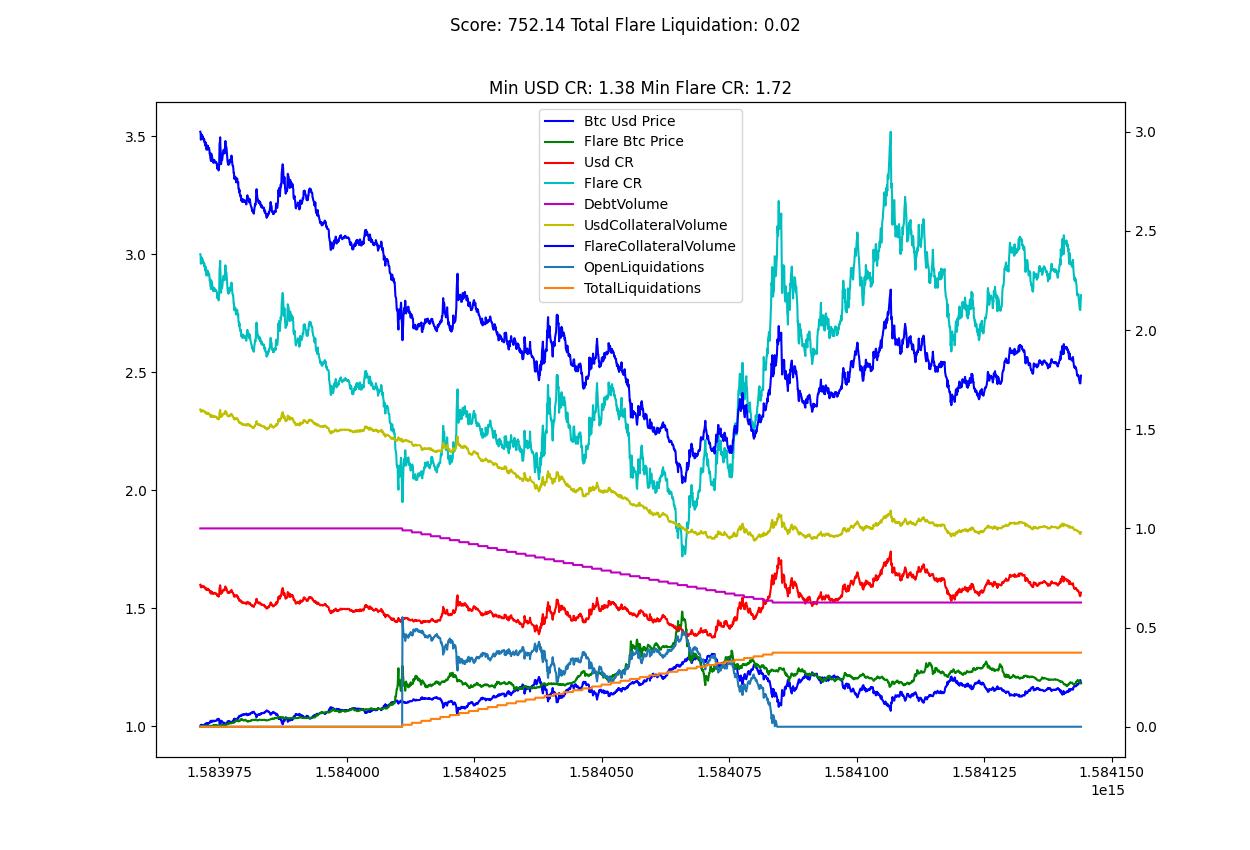 Score: 752.14 Total Flare Liquidation: 0.02
Min USD CR: 1.38 Min Flare CR: 1.72
Btc Usd Price
Flare Btc Price
Usd CR
Flare CR
DebtVolume
UsdCollateralVolume
FlareCollateralVolume
OpenLiquidations
TotalLiquidations
3.5
3.0
2.5
2.0
1.5
1.0
3.0
2.5
2.0
1.5
1.0
0.5
0.0
1.583975 1.584000 1.584025 1.584050 1.584075 1.584100 1.584125 1.584150
1e15